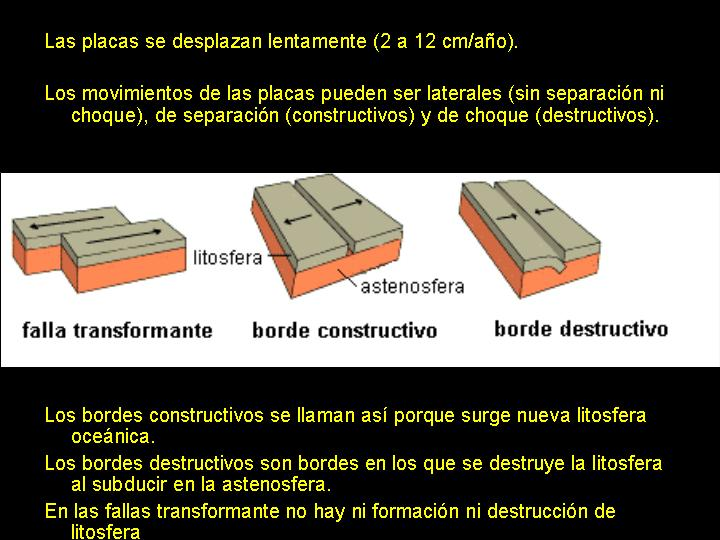 Las placas se desplazan lentamente (2 a 12 cm/año).
Los movimientos de las placas pueden ser laterales (sin separación ni
choque), de separación (constructivos) y de choque (destructivos).
litosfera
astenosfera
falla transformante
borde constructivo
borde destructivo
Los bordes constructivos se llaman así porque surge nueva litosfera
oceánica.
Los bordes destructivos son bordes en los que se destruye la litosfera
al subducir en la astenosfera.
En las fallas transformante no hay ni formación ni destrucción de
litosfera